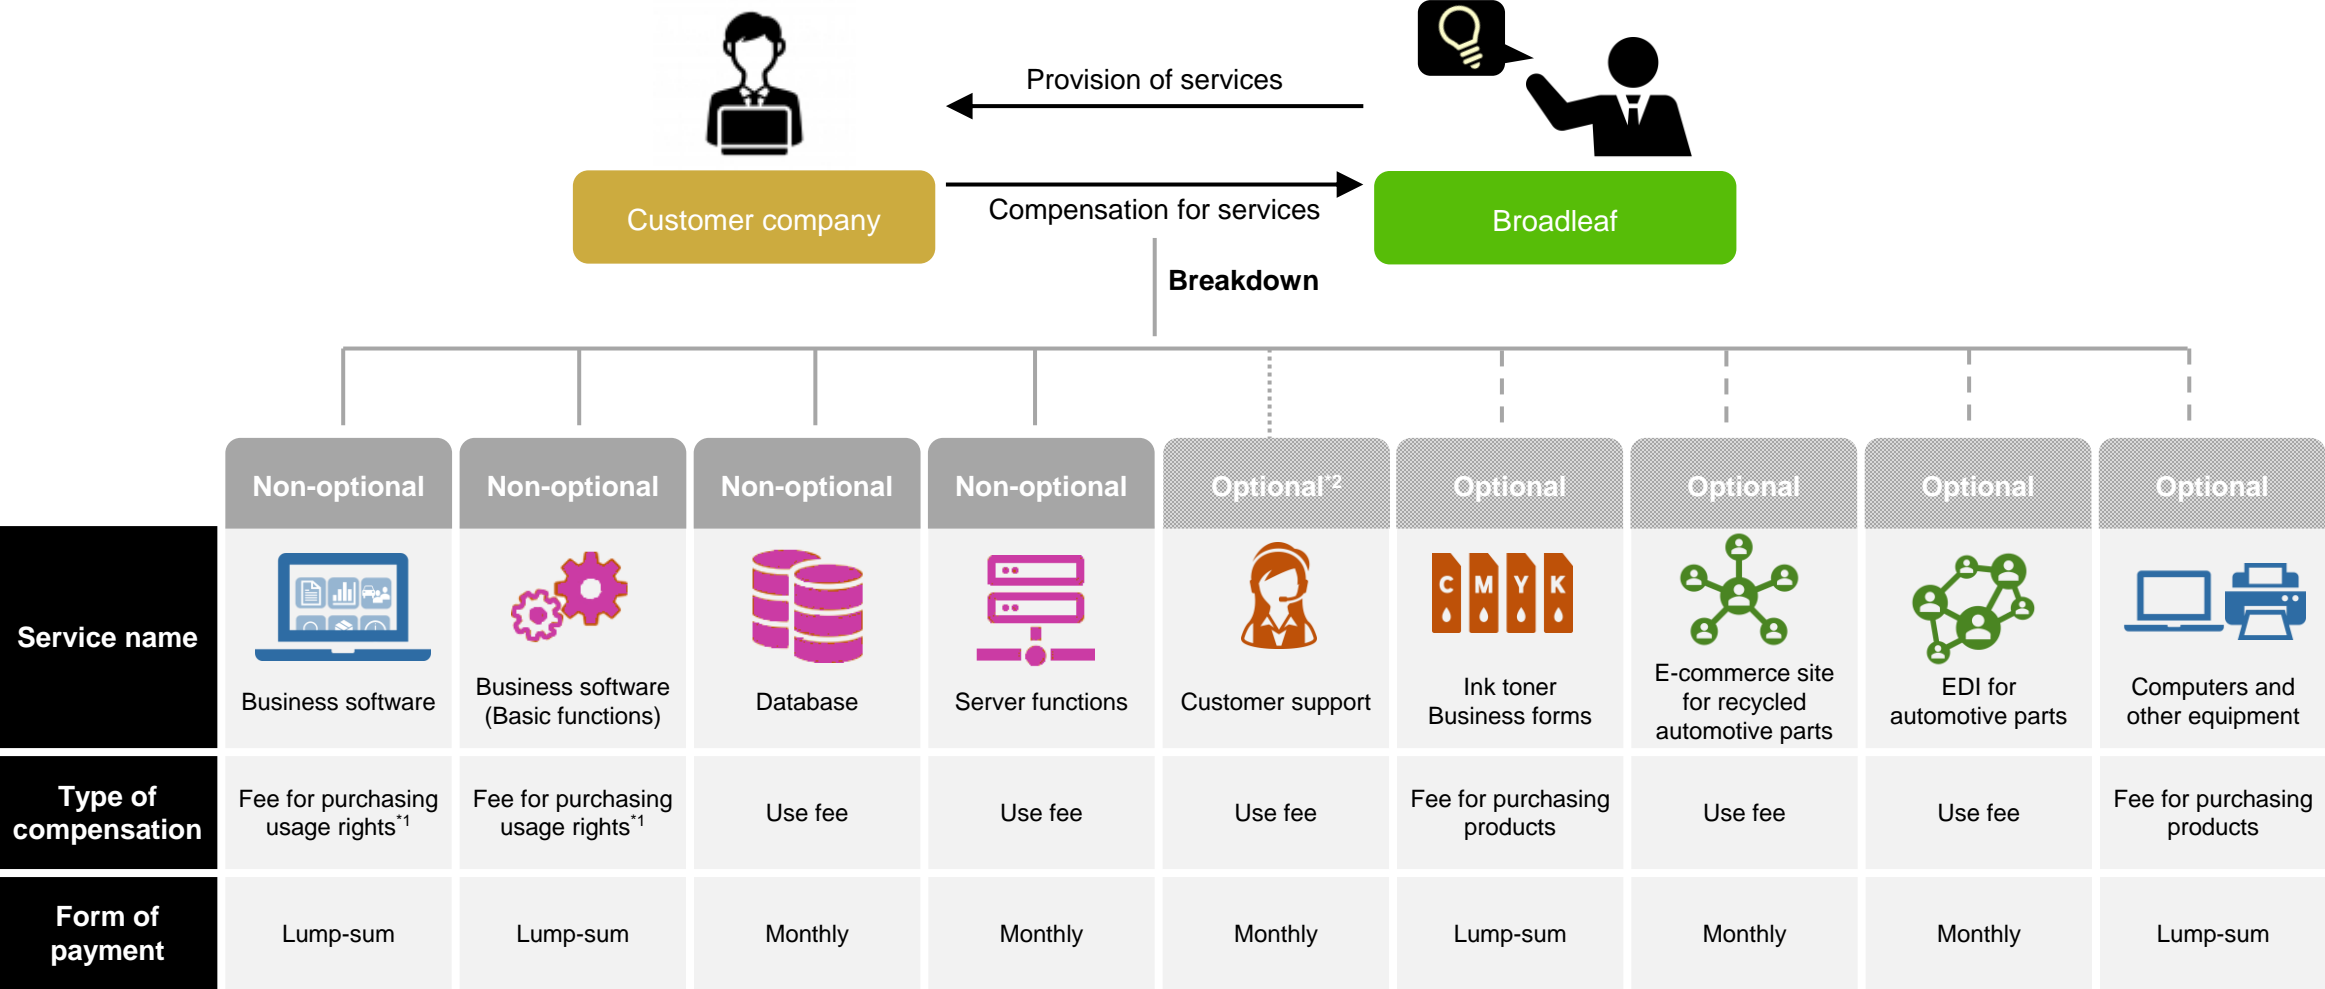 Provision of services
Compensation for services
Customer company
Broadleaf
Breakdown
Non-optional
Non-optional
Non-optional
Non-optional
Optional*2
Optional
Optional
Optional
Optional
Service name
Business software
Business software
(Basic functions)
Database
Server functions
Customer support
C M Y K
Ink toner
Business forms
E-commerce site
for recycled
automotive parts
EDI for
automotive parts
Computers and
other equipment
Type of
compensation
Fee for purchasing
usage rights*1
Fee for purchasing
usage rights*1
Use fee
Use fee
Use fee
Fee for purchasing
products
Use fee
Use fee
Fee for purchasing
products
Form of
payment
Lump-sum
Lump-sum
Monthly
Monthly
Monthly
Lump-sum
Monthly
Monthly
Lump-sum